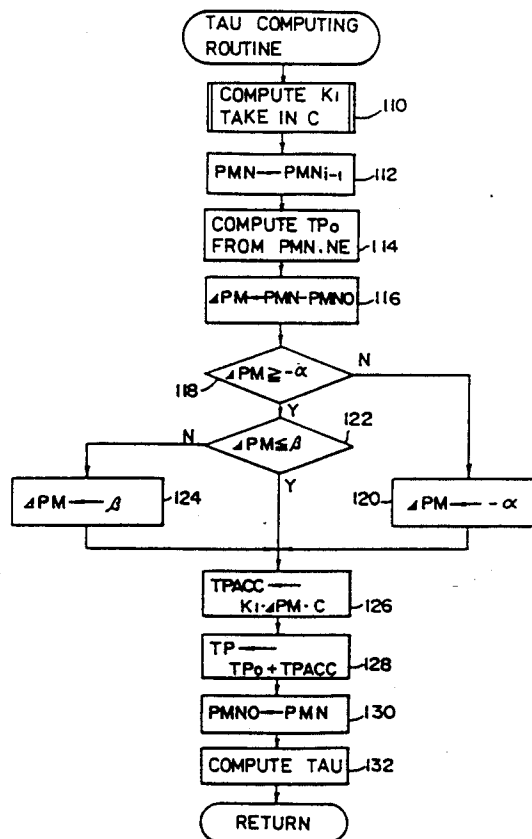 TAU COMPUTING
ROUTINE
COMPUTE K1
TAKE IN C
110
PMN ← PMNi-1
112
COMPUTE TPo
FROM PMN.NE
114
⊿PM←PMN-PMNO
116
⊿PM≧-α
N
118
Y
122
N
⊿PM≦β
Y
⊿PM ← β
124
120
⊿PM ← -α
TPACC ←
K1·⊿PM·C
126
TP ←
TPo+TPACC
128
PMNO←PMN
130
COMPUTE TAU
132
RETURN